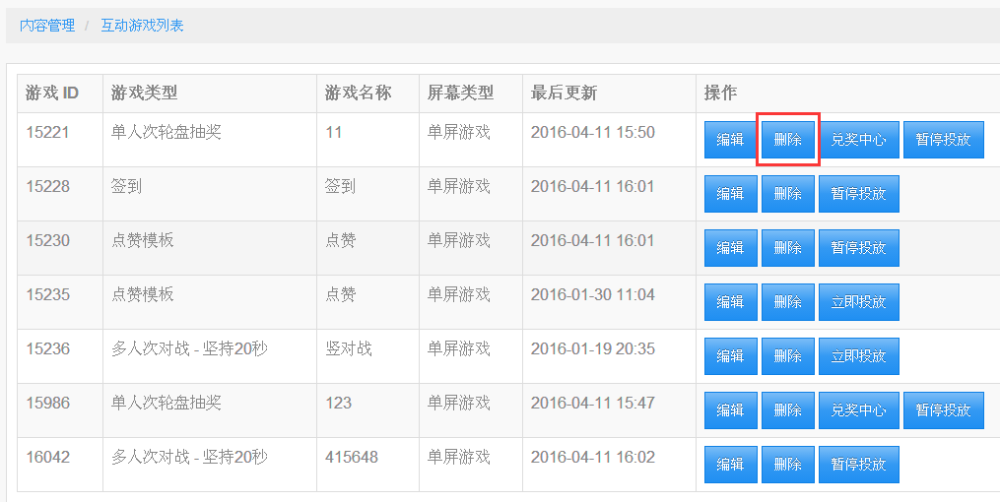 内容管理 / 互动游戏列表
游戏 ID 游戏类型 游戏名称 屏幕类型 最后更新 操作
15221 单人次轮盘抽奖 11 单屏游戏 2016-04-11 15:50 编辑 删除 兑奖中心 暂停投放
15228 签到 签到 单屏游戏 2016-04-11 16:01 编辑 删除 暂停投放
15230 点赞模板 点赞 单屏游戏 2016-04-11 16:01 编辑 删除 暂停投放
15235 点赞模板 点赞 单屏游戏 2016-01-30 11:04 编辑 删除 立即投放
15236 多人次对战 - 坚持20秒 竖对战 单屏游戏 2016-01-19 20:35 编辑 删除 立即投放
15986 单人次轮盘抽奖 123 单屏游戏 2016-04-11 15:47 编辑 删除 兑奖中心 暂停投放
16042 多人次对战 - 坚持20秒 415648 单屏游戏 2016-04-11 16:02 编辑 删除 暂停投放